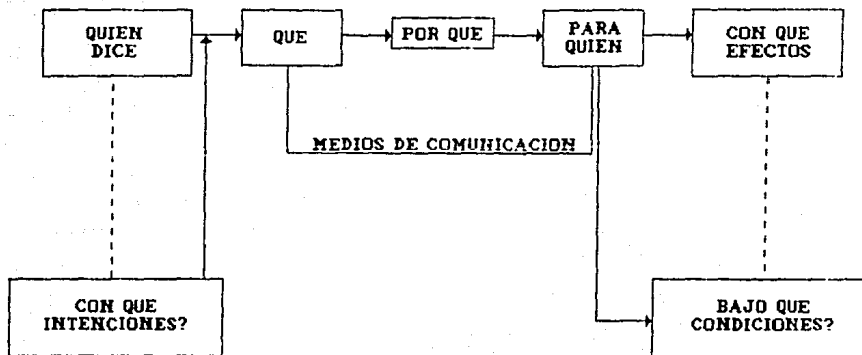 QUIEN
DICE
QUE
POR QUE
PARA
QUIEN
CON QUE
EFECTOS
MEDIOS DE COMUNICACION
CON QUE
INTENCIONES?
BAJO QUE
CONDICIONES?